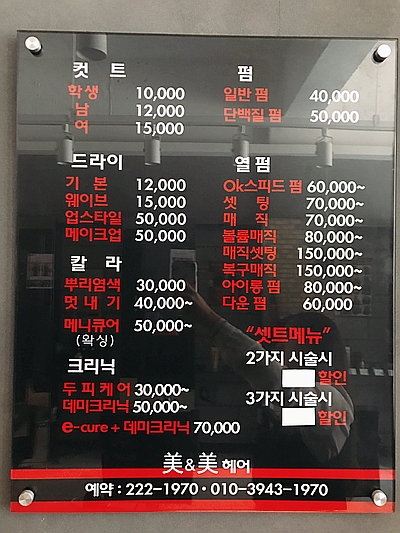 컷 트
학생 10,000
남 12,000
여 15,000
드라이
기 본 12,000
웨이브 15,000
업스타일 50,000
메이크업 50,000
칼 라
뿌리염색 30,000
멋 내 기 40,000~
메니큐어 50,000~
(왁싱)
크리닉
두 피 케 어 30,000~
데미크리닉 50,000~
e-cure + 데미크리닉 70,000
펌
일반 펌 40,000
단백질 펌 50,000
열 펌
Ok스피드 펌 60,000~
셋 팅 70,000~
매 직 70,000~
볼륨매직 80,000~
매직셋팅 150,000~
복구매직 150,000~
아이롱 펌 80,000~
다운 펌 60,000
"셋트메뉴"
2가지 시술시
할인
3가지 시술시
할인
美&美 헤어
예약 : 222-1970 • 010-3943-1970